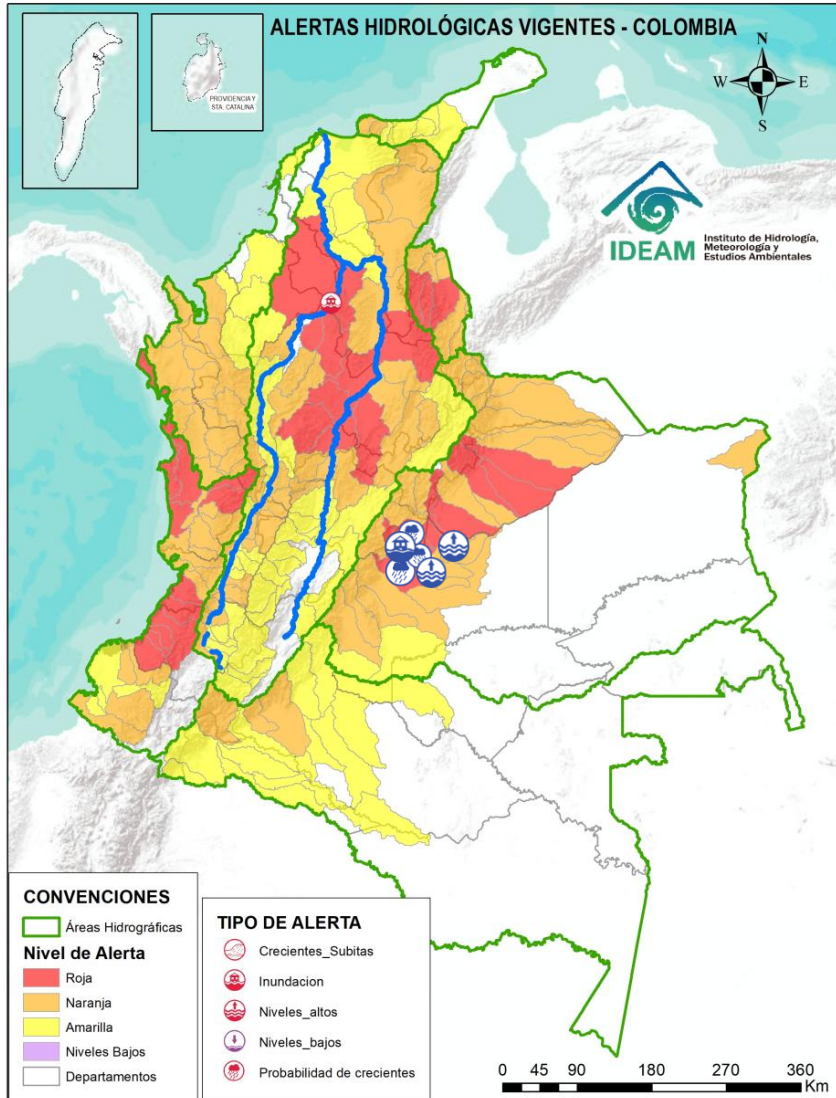 ALERTAS HIDROLÓGICAS VIGENTES - COLOMBIA
PROVIDENCIA Y
STA. CATALINA
N
W
E
S
IDEAM
Instituto de Hidrología,
Meteorología y
Estudios Ambientales
CONVENCIONES
Áreas Hidrográficas
Nivel de Alerta
Roja
Naranja
Amarilla
Niveles Bajos
Departamentos
TIPO DE ALERTA
Crecientes_Subitas
Inundacion
Niveles_altos
Niveles_bajos
Probabilidad de crecientes
0 45 90 180 270 360
Km